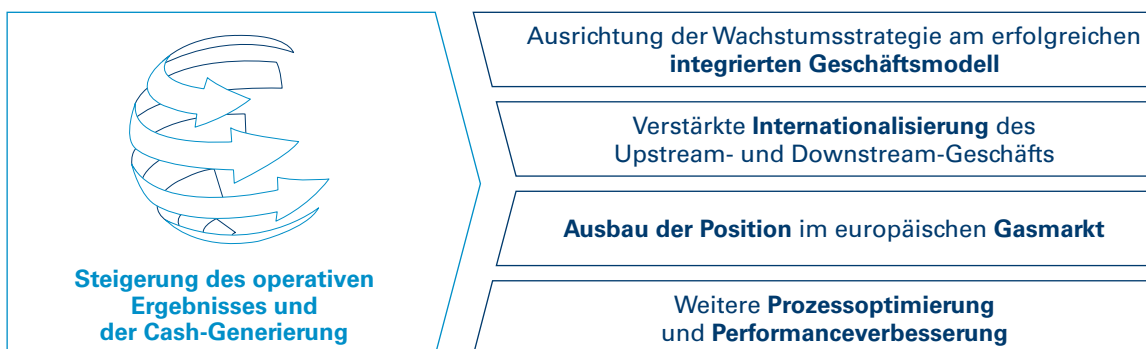 Steigerung des operativen
Ergebnisses und
der Cash-Generierung
Ausrichtung der Wachstumsstrategie am erfolgreichen
integrierten Geschäftsmodell
Verstärkte Internationalisierung des
Upstream- und Downstream-Geschäfts
Ausbau der Position im europäischen Gasmarkt
Weitere Prozessoptimierung
und Performanceverbesserung